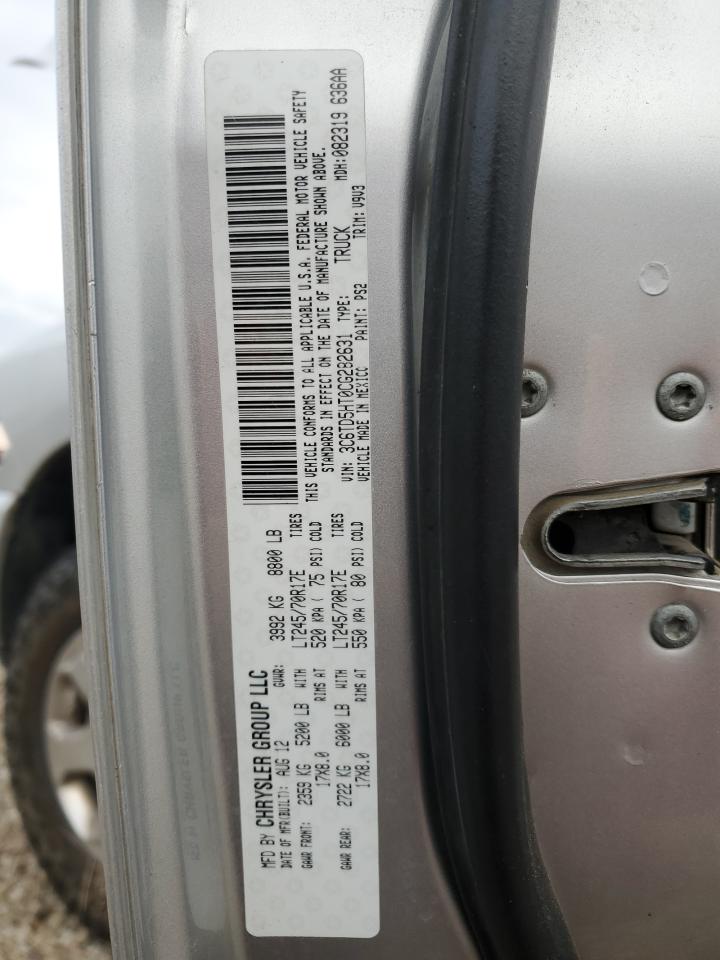 MFD BY CHRYSLER GROUP LLC
DATE OF MFR(BUILT): AUG 12 GVWR: 3992 KG 8800 LB
GAWR FRONT: 2359 KG 5200 LB WITH LT245/70R17E TIRES
17X8.0 RIMS AT 520 KPA ( 75 PSI) COLD
GAWR REAR: 2722 KG 6000 LB WITH LT245/70R17E TIRES
17X8.0 RIMS AT 550 KPA ( 80 PSI) COLD
THIS VEHICLE CONFORMS TO ALL APPLICABLE U.S.A. FEDERAL MOTOR VEHICLE SAFETY
STANDARDS IN EFFECT ON THE DATE OF MANUFACTURE SHOWN ABOVE.
VIN: 3C6TD5HT0CG282631 TYPE: TRUCK MDH:082319 636AA
VEHICLE MADE IN MEXICO PAINT: PS2 TRIM: V9V3